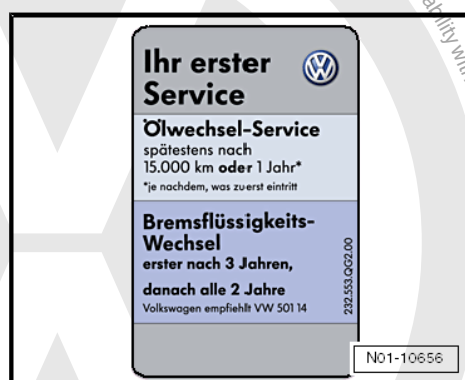 ability with
Ihr erster
Service
Ölwechsel-Service
spätestens nach
15.000 km oder 1 Jahr*
*je nachdem, was zuerst eintritt
Bremsflüssigkeits-
Wechsel
erster nach 3 Jahren,
danach alle 2 Jahre
Volkswagen empfiehlt VW 501 14
232.553.QG2.00
N01-10656